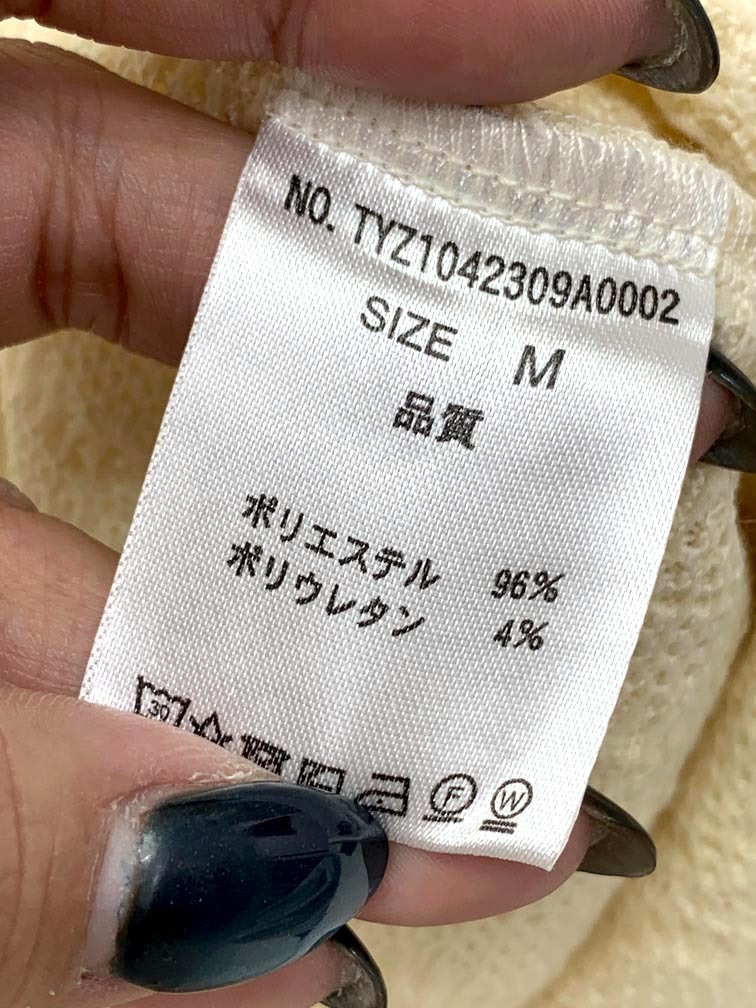 NO. TYZ1042309A0002
SIZE M
品質
ポリエステル 96%
ポリウレタン 4%
30
F W